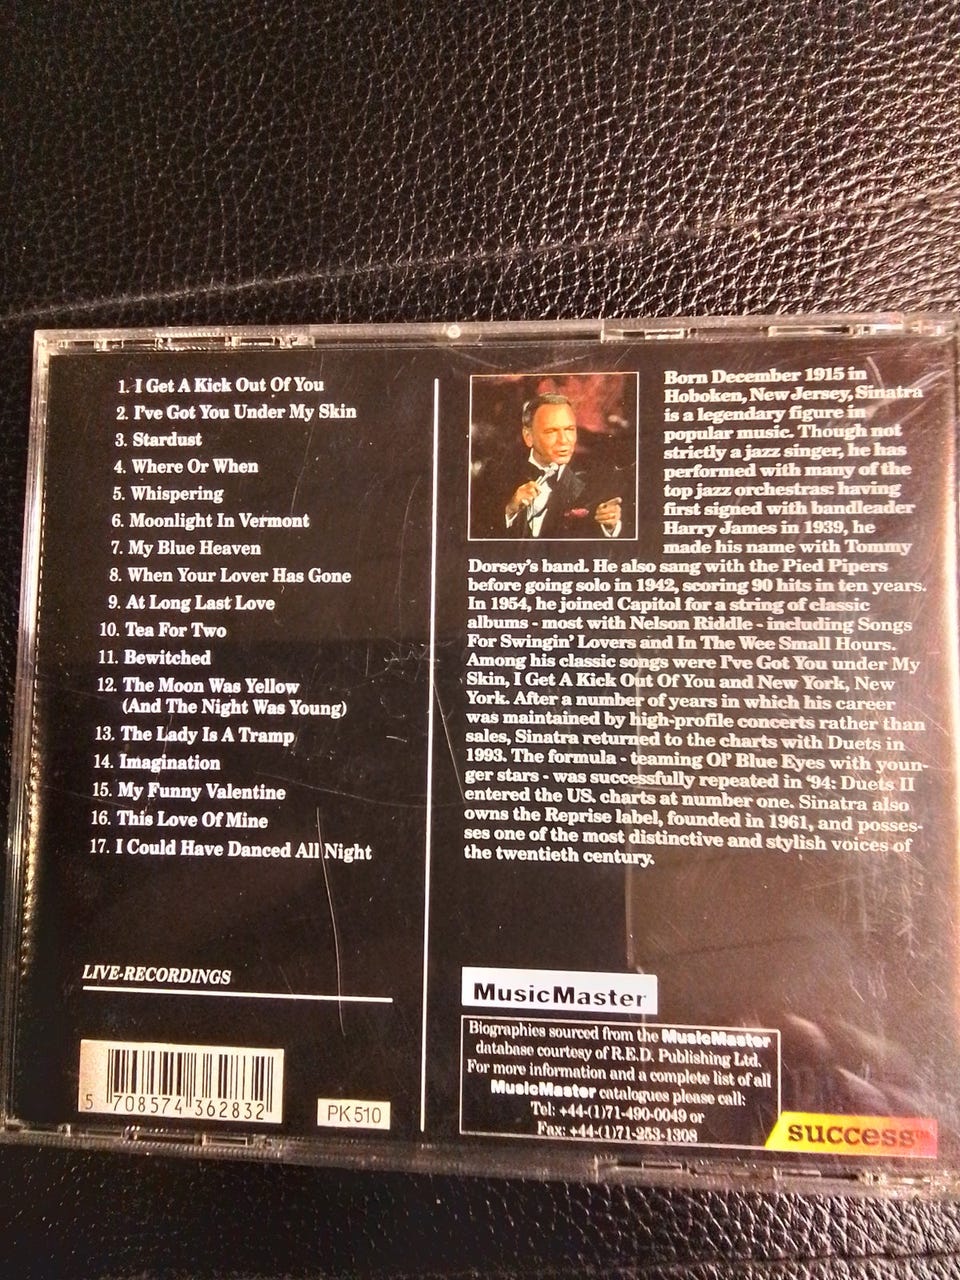 1. I Get A Kick Out Of You
2. I've Got You Under My Skin
3. Stardust
4. Where Or When
5. Whispering
6. Moonlight In Vermont
7. My Blue Heaven
8. When Your Lover Has Gone
9. At Long Last Love
10. Tea For Two
11. Bewitched
12. The Moon Was Yellow
(And The Night Was Young)
13. The Lady Is A Tramp
14. Imagination
15. My Funny Valentine
16. This Love Of Mine
17. I Could Have Danced All Night
LIVE-RECORDINGS
5 708574 362832
PK 510
Born December 1915 in
Hoboken, New Jersey, Sinatra
is a legendary figure in
popular music. Though not
strictly a jazz singer, he has
performed with many of the
top jazz orchestras: having
first signed with bandleader
Harry James in 1939, he
made his name with Tommy
Dorsey's band. He also sang with the Pied Pipers
before going solo in 1942, scoring 90 hits in ten years.
In 1954, he joined Capitol for a string of classic
albums - most with Nelson Riddle - including Songs
For Swingin' Lovers and In The Wee Small Hours.
Among his classic songs were I've Got You under My
Skin, I Get A Kick Out Of You and New York, New
York. After a number of years in which his career
was maintained by high-profile concerts rather than
sales, Sinatra returned to the charts with Duets in
1993. The formula - teaming Ol' Blue Eyes with youn-
ger stars - was successfully repeated in '94: Duets II
entered the US. charts at number one. Sinatra also
owns the Reprise label, founded in 1961, and posses-
ses one of the most distinctive and stylish voices of
the twentieth century.
MusicMaster
Biographies sourced from the MusicMaster
database courtesy of R.E.D. Publishing Ltd.
For more information and a complete list of all
MusicMaster catalogues please call:
Tel: +44-(1)71-490-0049 or
Fax: +44-(1)71-253-1308
success™